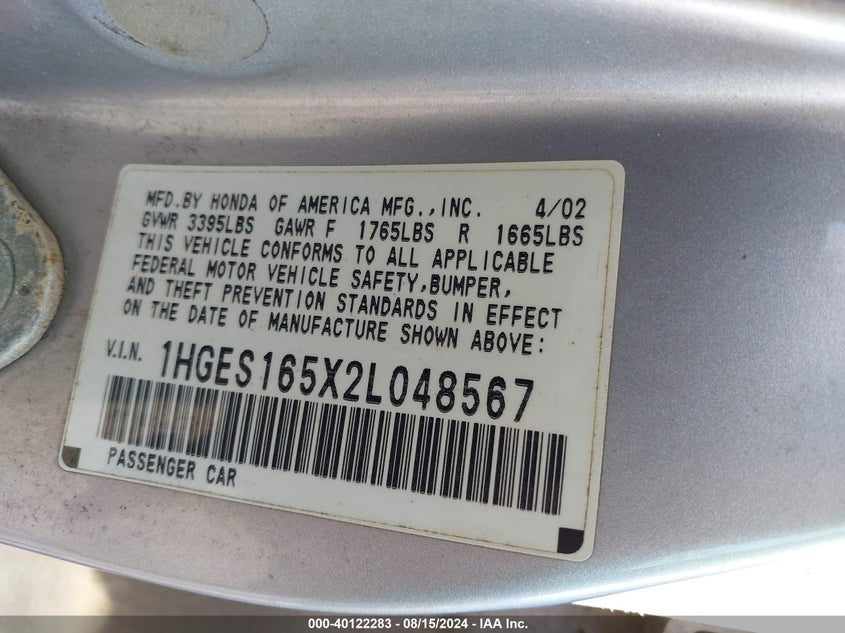 MFD.BY HONDA OF AMERICA MFG.,INC. 4/02
GVWR 3395LBS GAWR F 1765LBS R 1665LBS
THIS VEHICLE CONFORMS TO ALL APPLICABLE
FEDERAL MOTOR VEHICLE SAFETY,BUMPER,
AND THEFT PREVENTION STANDARDS IN EFFECT
ON THE DATE OF MANUFACTURE SHOWN ABOVE:
V.I.N. 1HGES165X2L048567
PASSENGER CAR
000-40122283 - 08/15/2024 - IAA Inc.